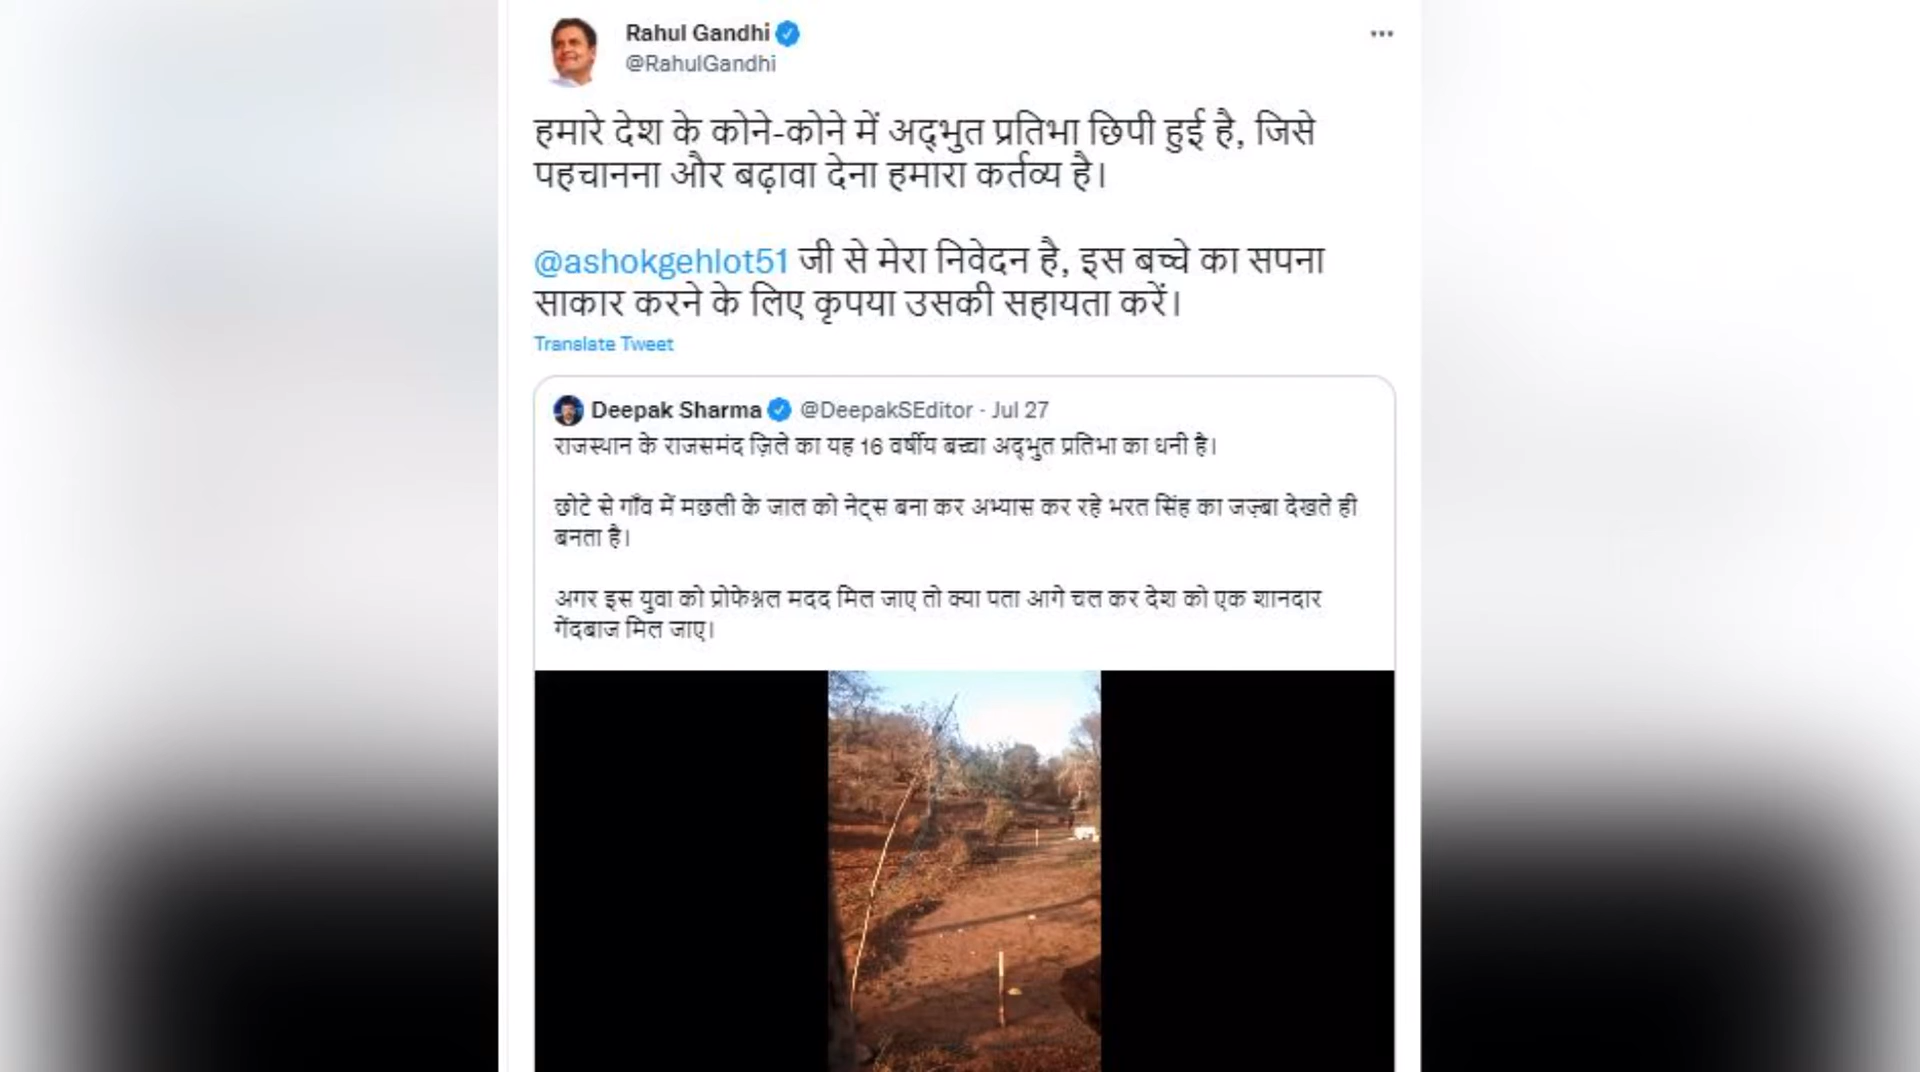 Rahul Gandhi
@RahulGandhi
हमारे देश के कोने-कोने में अद्भुत प्रतिभा छिपी हुई है, जिसे
पहचानना और बढ़ावा देना हमारा कर्तव्य है।
@ashokgehlot51 जी से मेरा निवेदन है, इस बच्चे का सपना
साकार करने के लिए कृपया उसकी सहायता करें।
Translate Tweet
Deepak Sharma @DeepakSEditor · Jul 27
राजस्थान के राजसमंद ज़िले का यह 16 वर्षीय बच्चा अद्भुत प्रतिभा का धनी है।
छोटे से गाँव में मछली के जाल को नेट्स बना कर अभ्यास कर रहे भरत सिंह का जज़्बा देखते ही
बनता है।
अगर इस युवा को प्रोफेश्नल मदद मिल जाए तो क्या पता आगे चल कर देश को एक शानदार
गेंदबाज मिल जाए।